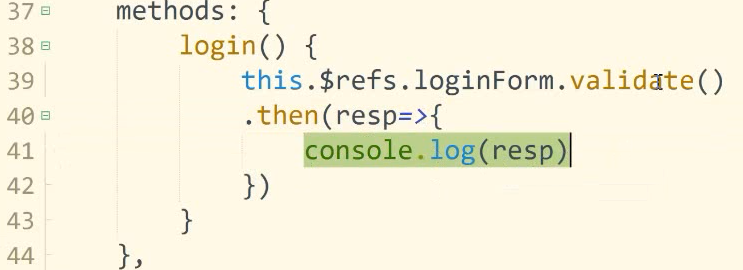 37 methods: {
38 login() {
39 this.$refs.loginForm.validate()
40 .then(resp=>{
41 console.log(resp)
42 })
43 }
44 },